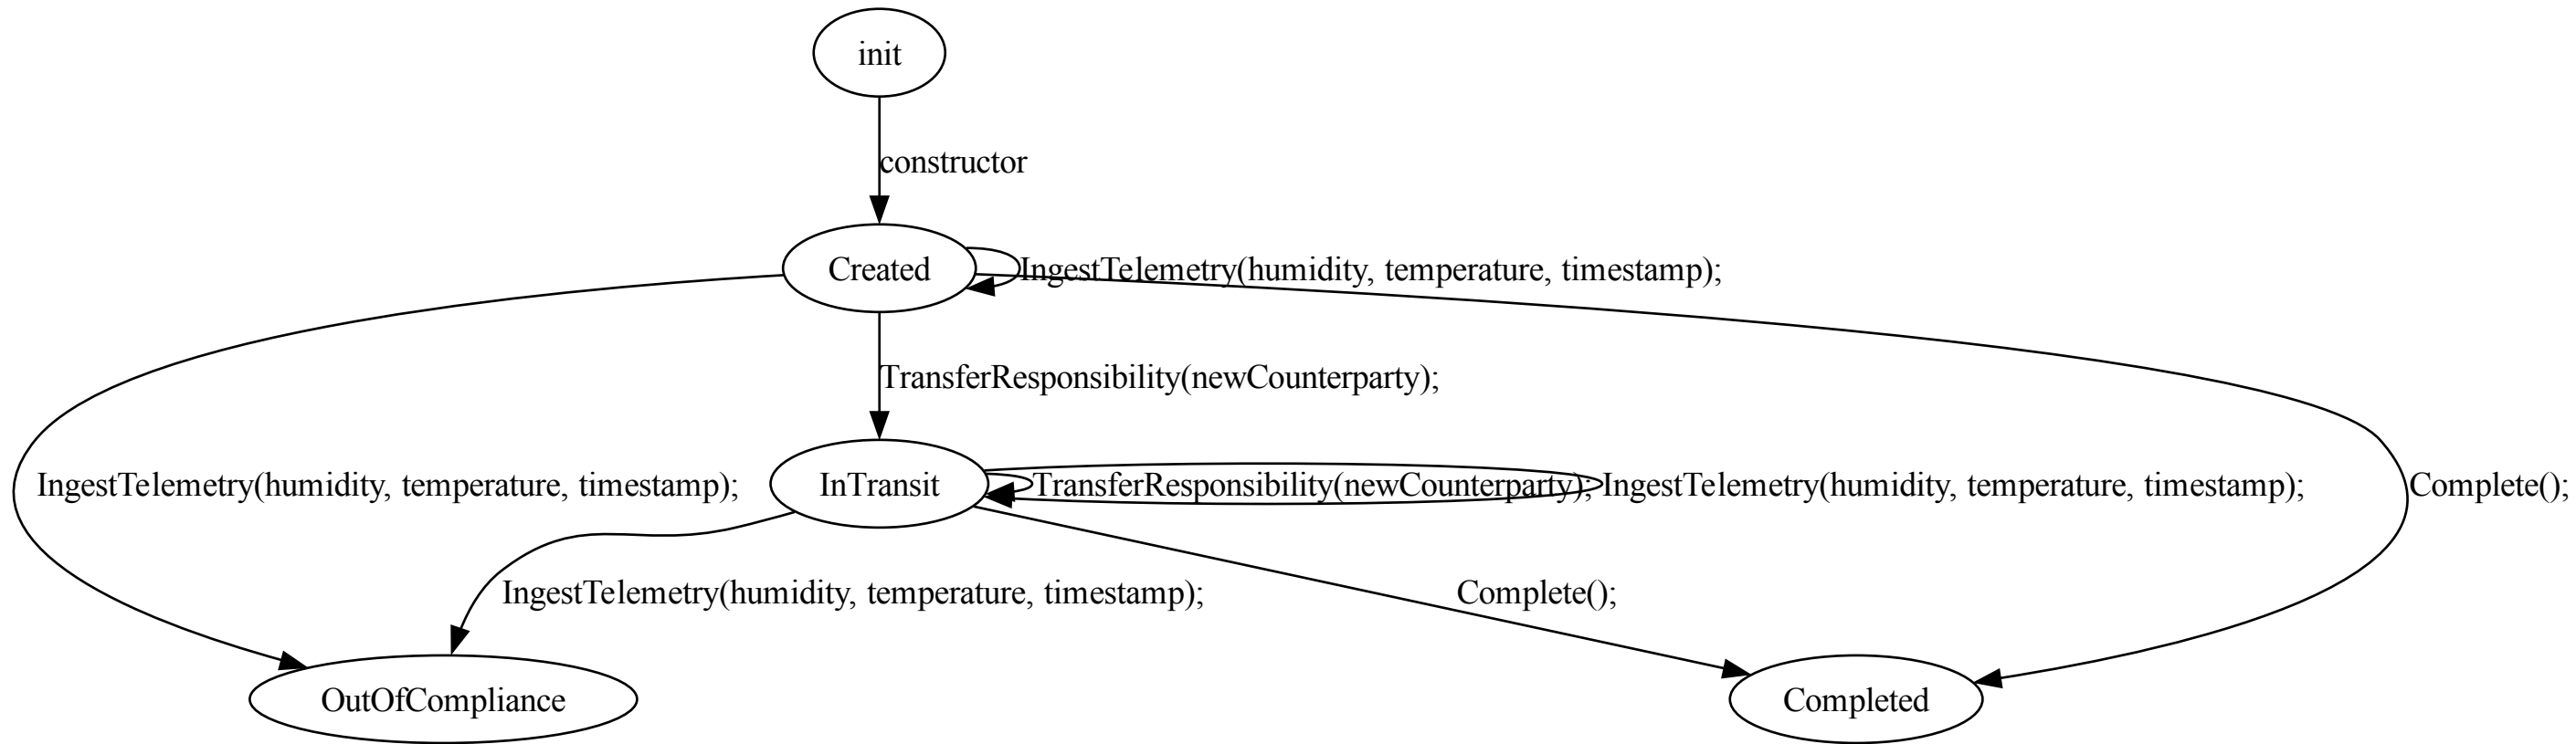 init
constructor
Created
IngestTelemetry(humidity, temperature, timestamp);
TransferResponsibility(newCounterparty);
IngestTelemetry(humidity, temperature, timestamp);
InTransit
TransferResponsibility(newCounterparty);
IngestTelemetry(humidity, temperature, timestamp);
Complete();
IngestTelemetry(humidity, temperature, timestamp);
Complete();
OutOfCompliance
Completed